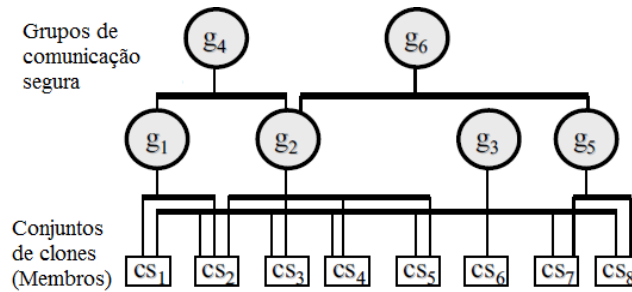 Grupos de
comunicação
segura
g4
g6
g1
g2
g3
g5
Conjuntos
de clones
(Membros)
cs1
cs2
cs3
cs4
cs5
cs6
cs7
cs8